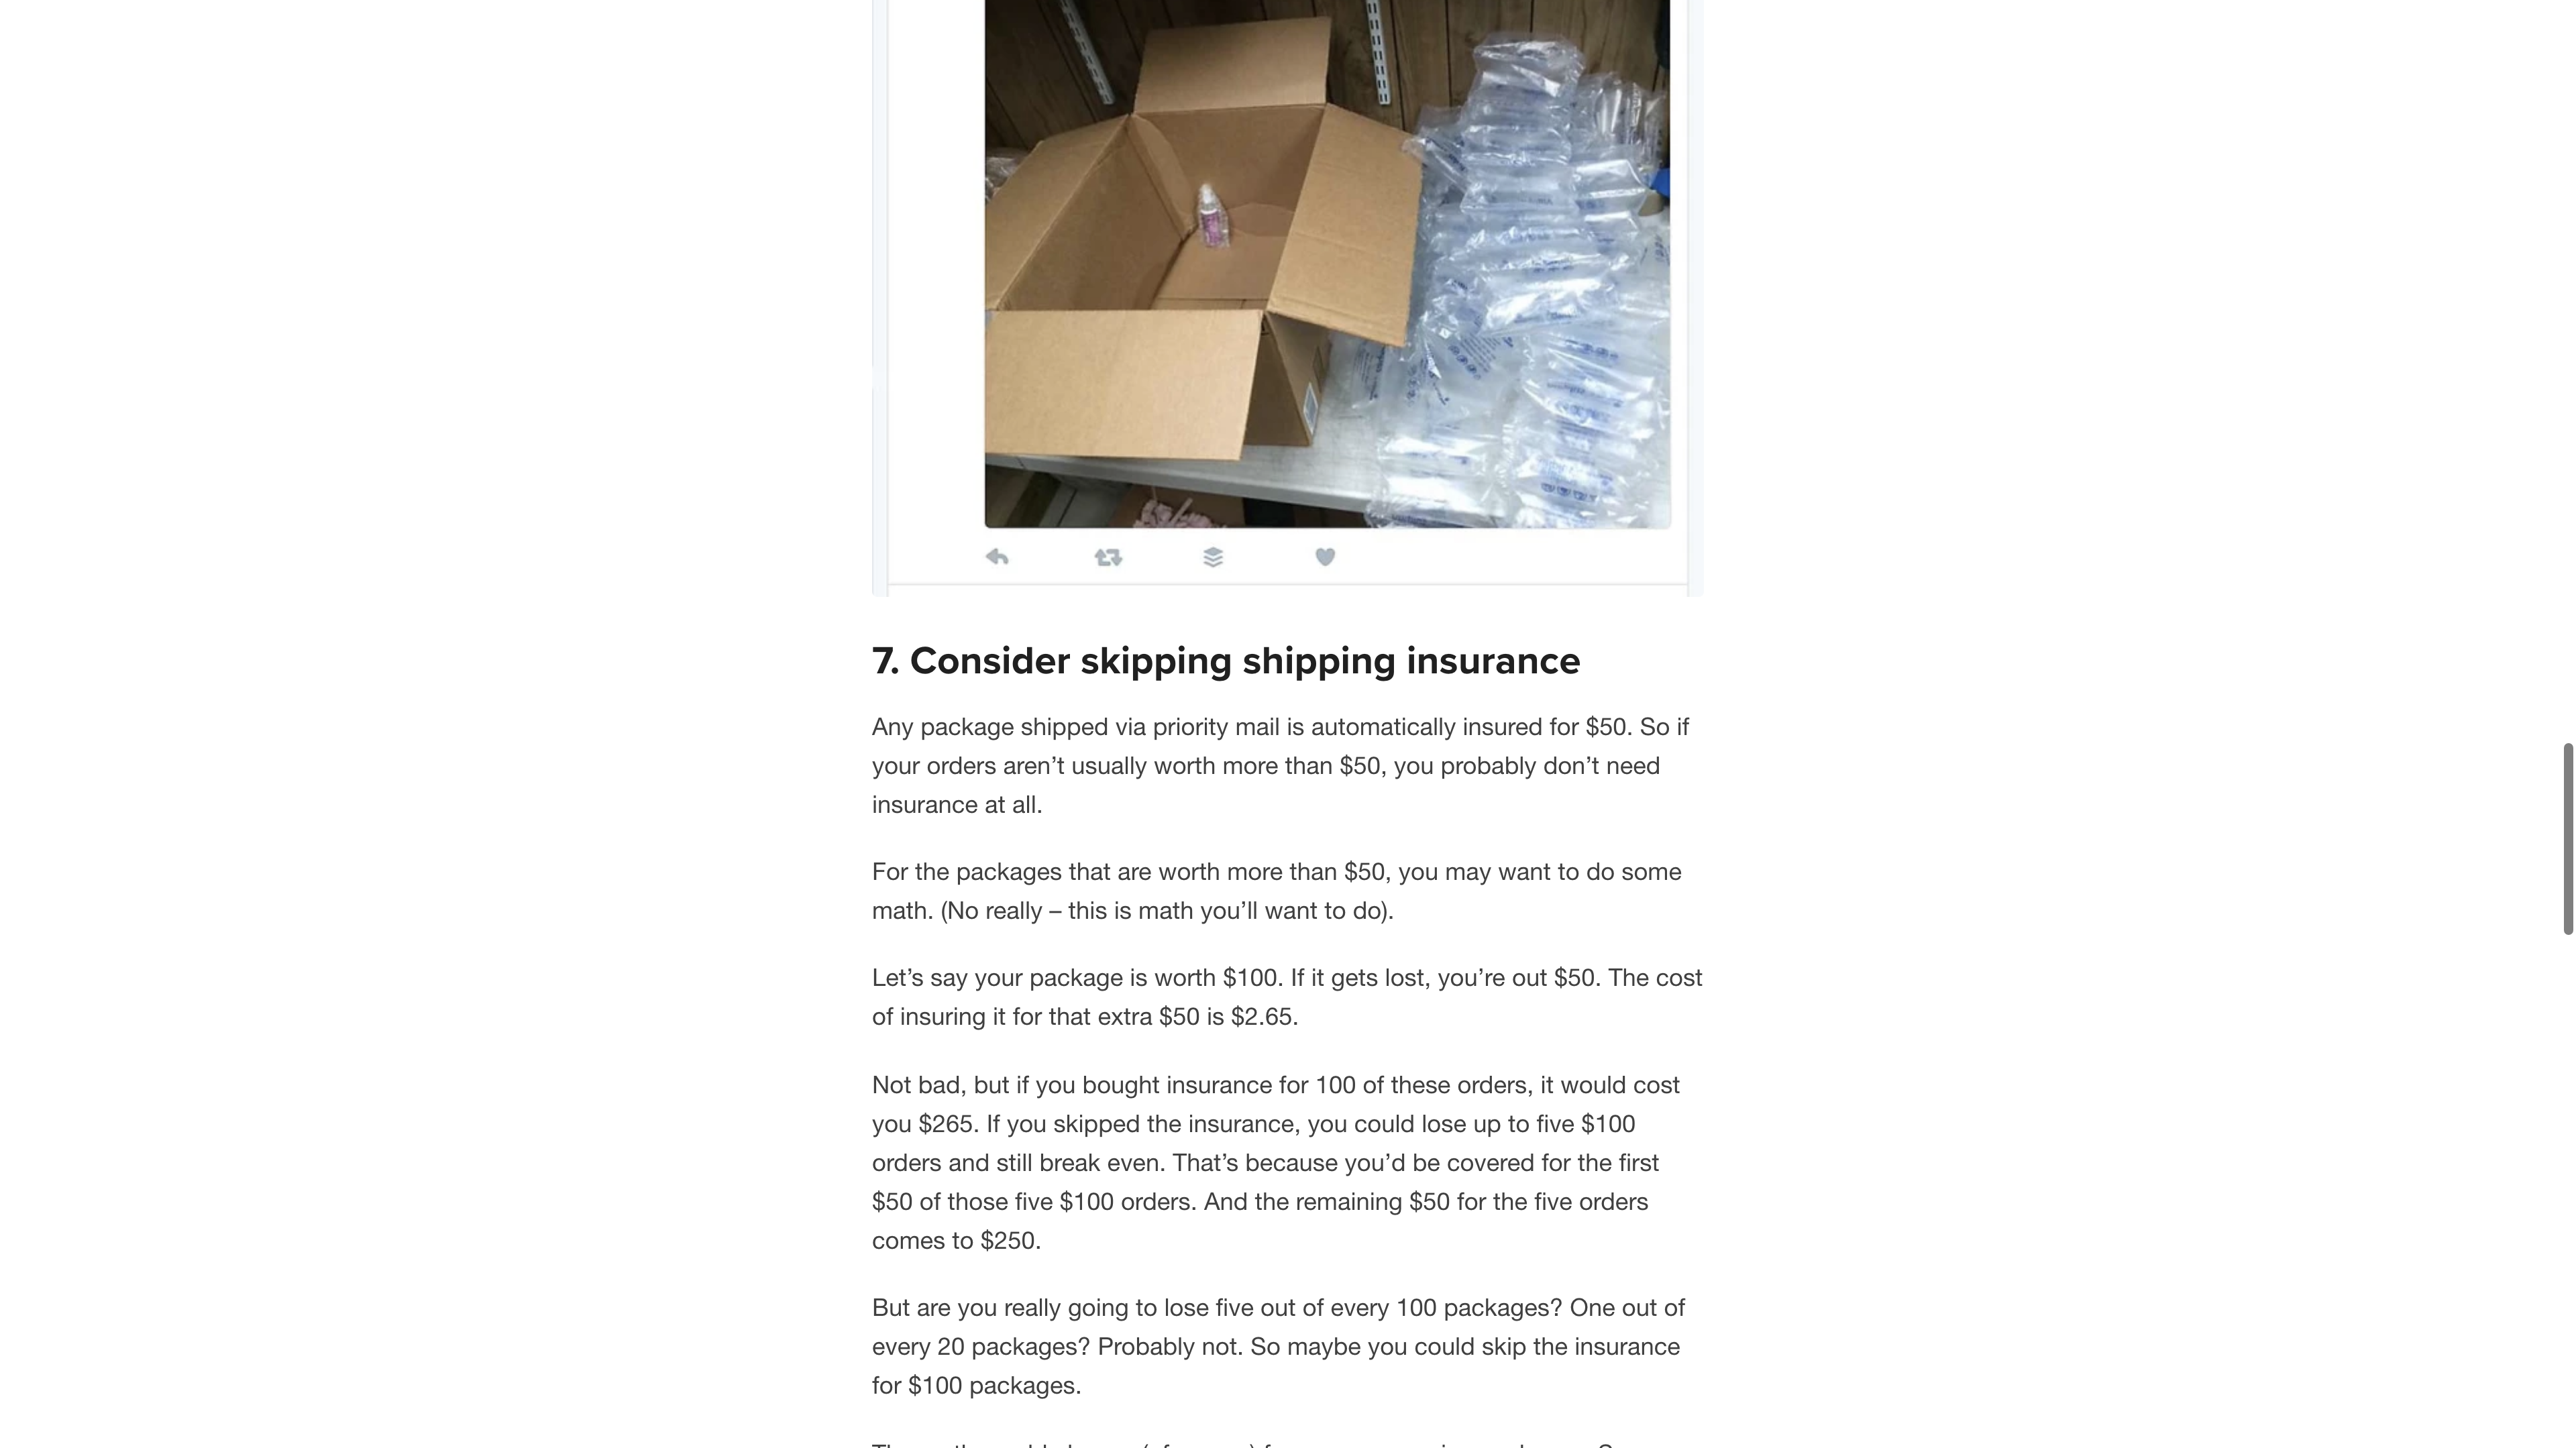 7. Consider skipping shipping insurance
Any package shipped via priority mail is automatically insured for $50. So if
your orders aren’t usually worth more than $50, you probably don’t need
insurance at all.
For the packages that are worth more than $50, you may want to do some
math. (No really – this is math you’ll want to do).
Let’s say your package is worth $100. If it gets lost, you’re out $50. The cost
of insuring it for that extra $50 is $2.65.
Not bad, but if you bought insurance for 100 of these orders, it would cost
you $265. If you skipped the insurance, you could lose up to five $100
orders and still break even. That’s because you’d be covered for the first
$50 of those five $100 orders. And the remaining $50 for the five orders
comes to $250.
But are you really going to lose five out of every 100 packages? One out of
every 20 packages? Probably not. So maybe you could skip the insurance
for $100 packages.